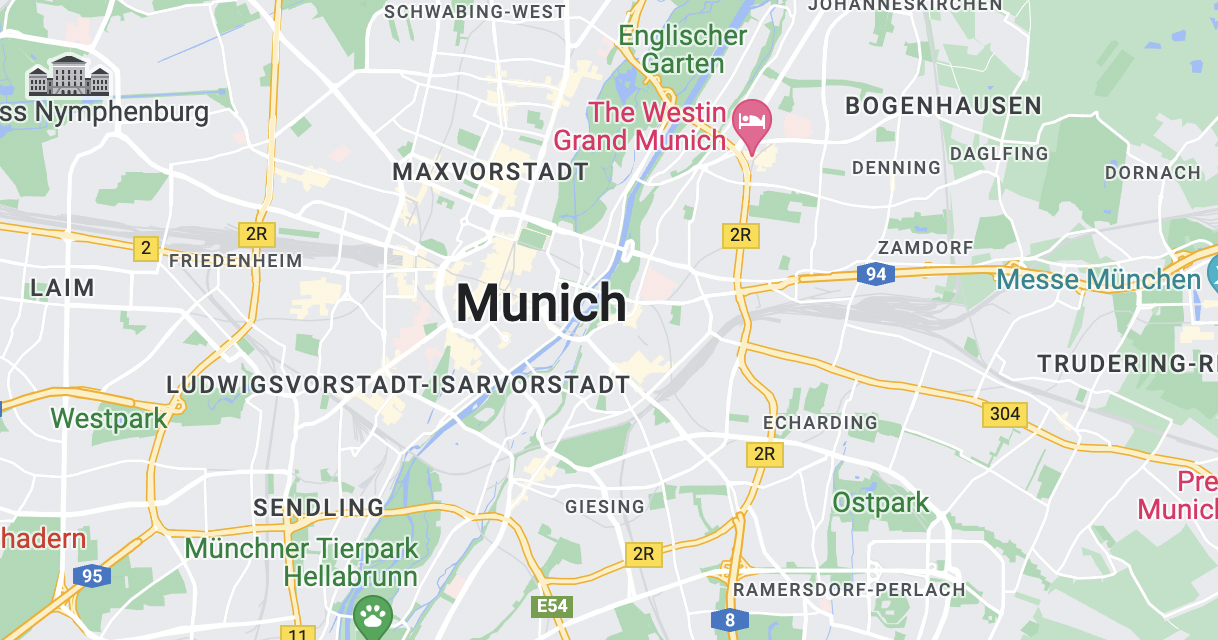 SCHWABING-WEST
JOHANNESKIRCHEN
Englischer
Garten
ss Nymphenburg
The Westin
Grand Munich
BOGENHAUSEN
MAXVORSTADT
DENNING
DAGLFING
DORNACH
2R
2R
2
FRIEDENHEIM
ZAMDORF
94
Messe München
LAIM
Munich
TRUDERING-RI
LUDWIGSVORSTADT-ISARVORSTADT
Westpark
304
ECHARDING
2R
Pre
Munich
SENDLING
GIESING
Ostpark
hadern
Münchner Tierpark
Hellabrunn
2R
95
RAMERSDORF-PERLACH
E54
8
11